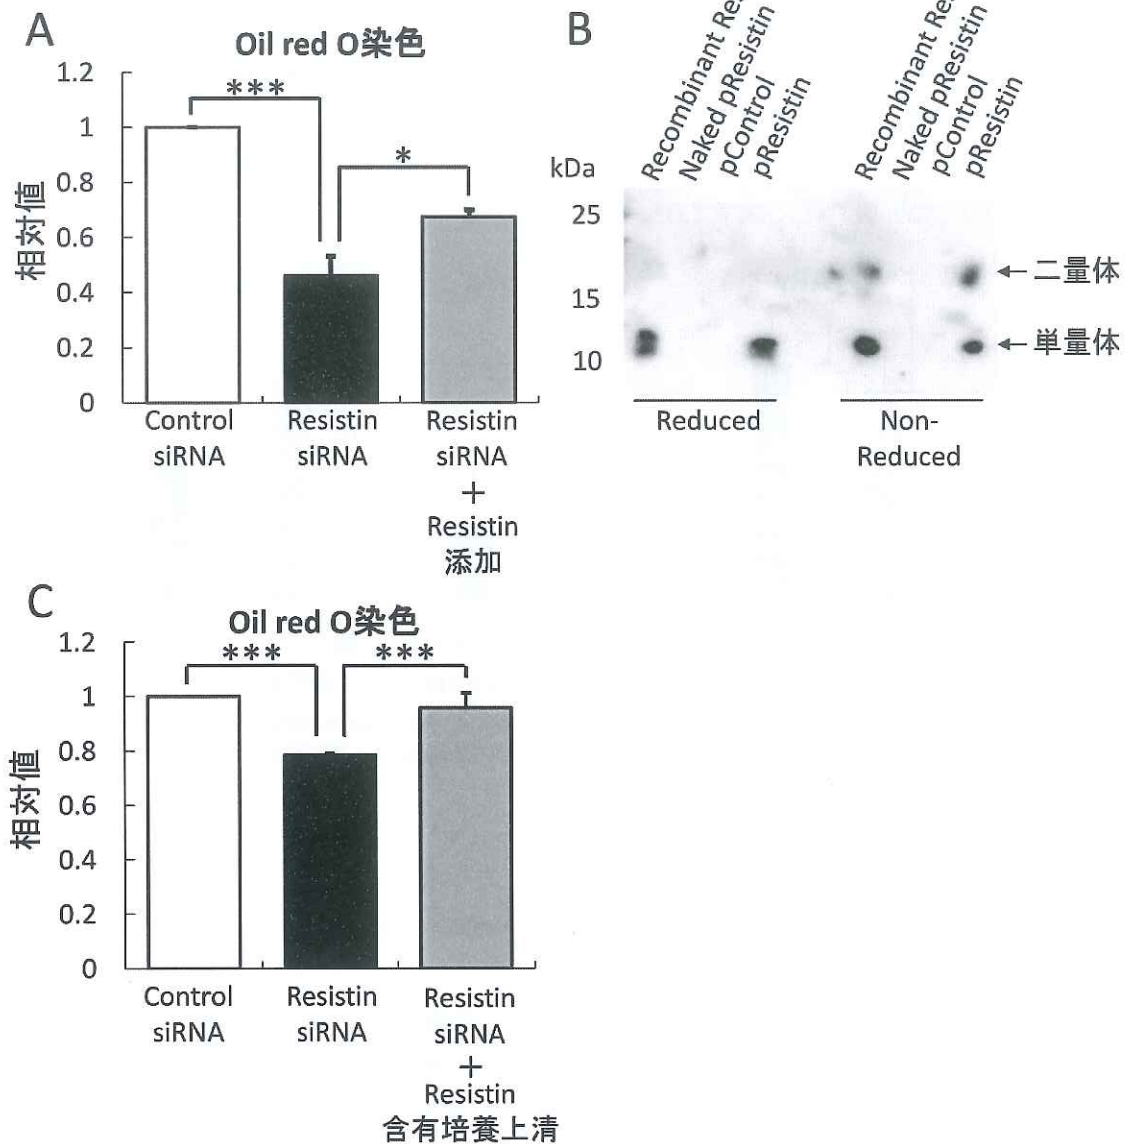 A
Oil red O染色
1.2
1
0.8
0.6
0.4
0.2
0
相対値
***
*
Control
siRNA
Resistin
siRNA
Resistin
siRNA
+
Resistin
添加
B
kDa
25
15
10
Recombinant
Naked pResistin
pControl
pResistin
Recombinant
Naked pResistin
pControl
pResistin
←二量体
←単量体
Reduced
Non-
Reduced
C
Oil red O染色
1.2
1
0.8
0.6
0.4
0.2
0
相対値
***
***
Control
siRNA
Resistin
siRNA
Resistin
siRNA
+
Resistin
含有培養上清